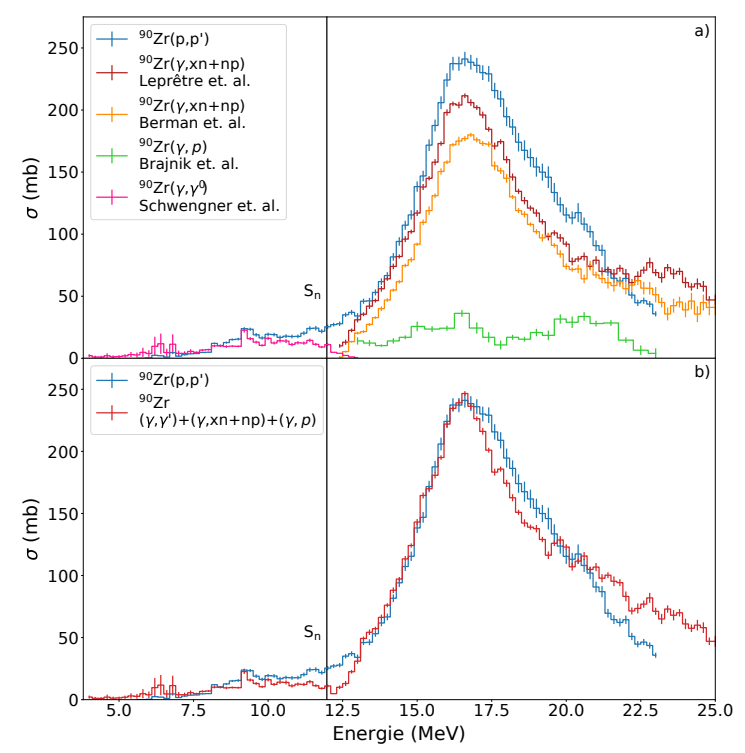 a)
⁹⁰Zr(p,p')
⁹⁰Zr(γ,xn+np)
Leprêtre et. al.
⁹⁰Zr(γ,xn+np)
Berman et. al.
⁹⁰Zr(γ, p)
Brajnik et. al.
⁹⁰Zr(γ,γ⁰)
Schwengner et. al.
Sₙ
σ (mb)
250
200
150
100
50
0
b)
⁹⁰Zr(p,p')
⁹⁰Zr
(γ,γ')+(γ,xn+np)+(γ, p)
Sₙ
σ (mb)
250
200
150
100
50
0
5.0 7.5 10.0 12.5 15.0 17.5 20.0 22.5 25.0
Energie (MeV)